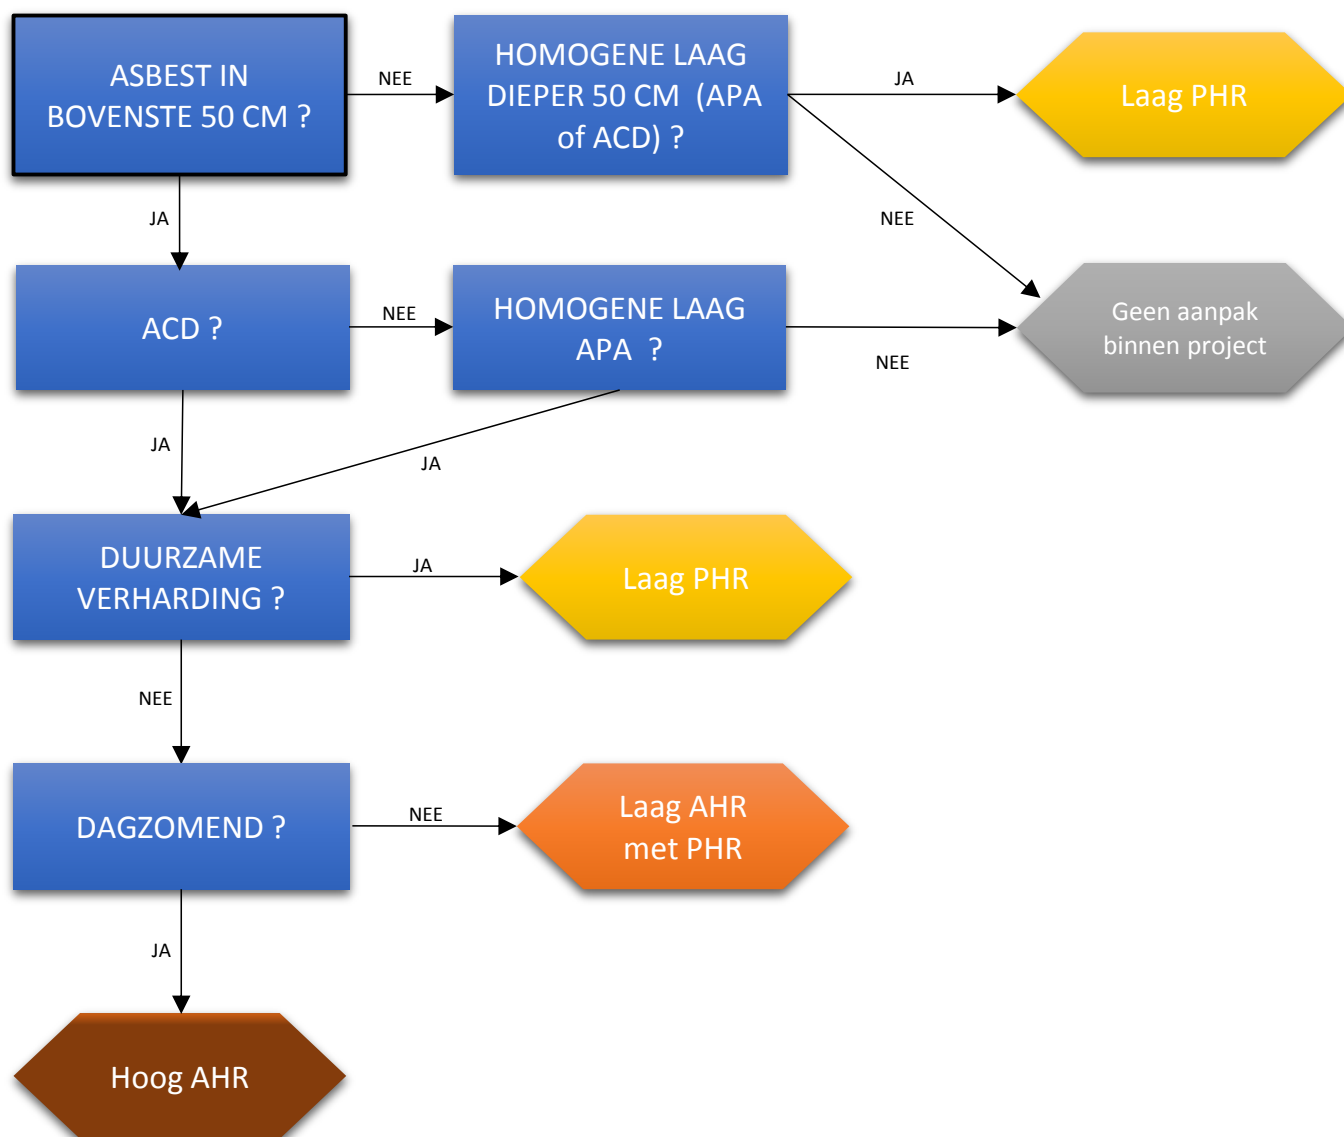 ASBEST IN
BOVENSTE 50 CM ?
NEE
HOMOGENE LAAG
DIEPER 50 CM (APA
of ACD) ?
JA
Laag PHR
JA
NEE
ACD ?
NEE
HOMOGENE LAAG
APA ?
NEE
Geen aanpak
binnen project
JA
JA
DUURZAME
VERHARDING ?
JA
Laag PHR
NEE
DAGZOMEND ?
NEE
Laag AHR
met PHR
JA
Hoog AHR